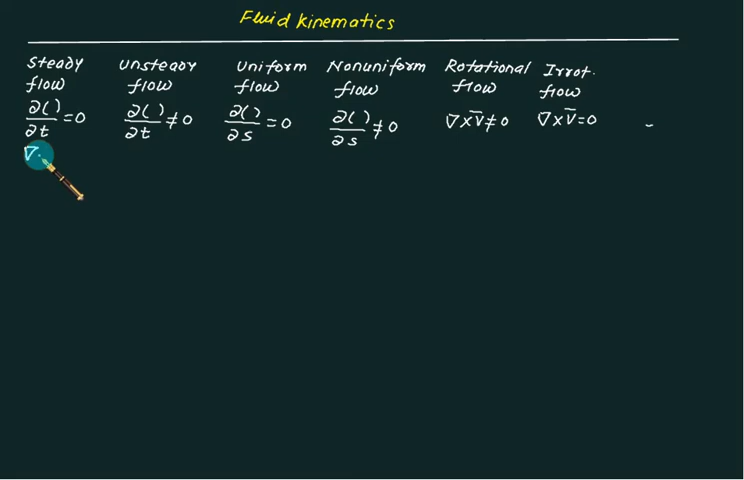 Fluid kinematics
Steady flow
unsteady flow
uniform flow
Nonuniform flow
Rotational flow
Irrot. flow
∂( )/∂t = 0
∂( )/∂t ≠ 0
∂( )/∂s = 0
∂( )/∂s ≠ 0
∇×V̅ ≠ 0
∇×V̅ = 0
∇·